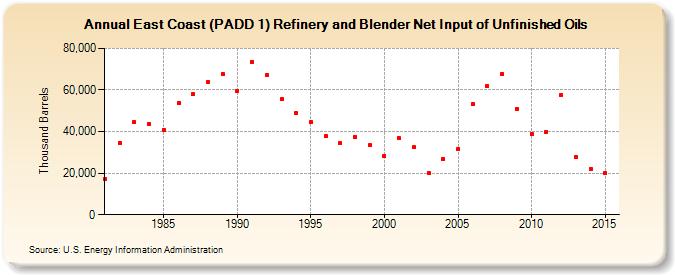 Annual East Coast (PADD 1) Refinery and Blender Net Input of Unfinished Oils
Thousand Barrels
80,000
60,000
40,000
20,000
0
1985 1990 1995 2000 2005 2010 2015
Source: U.S. Energy Information Administration